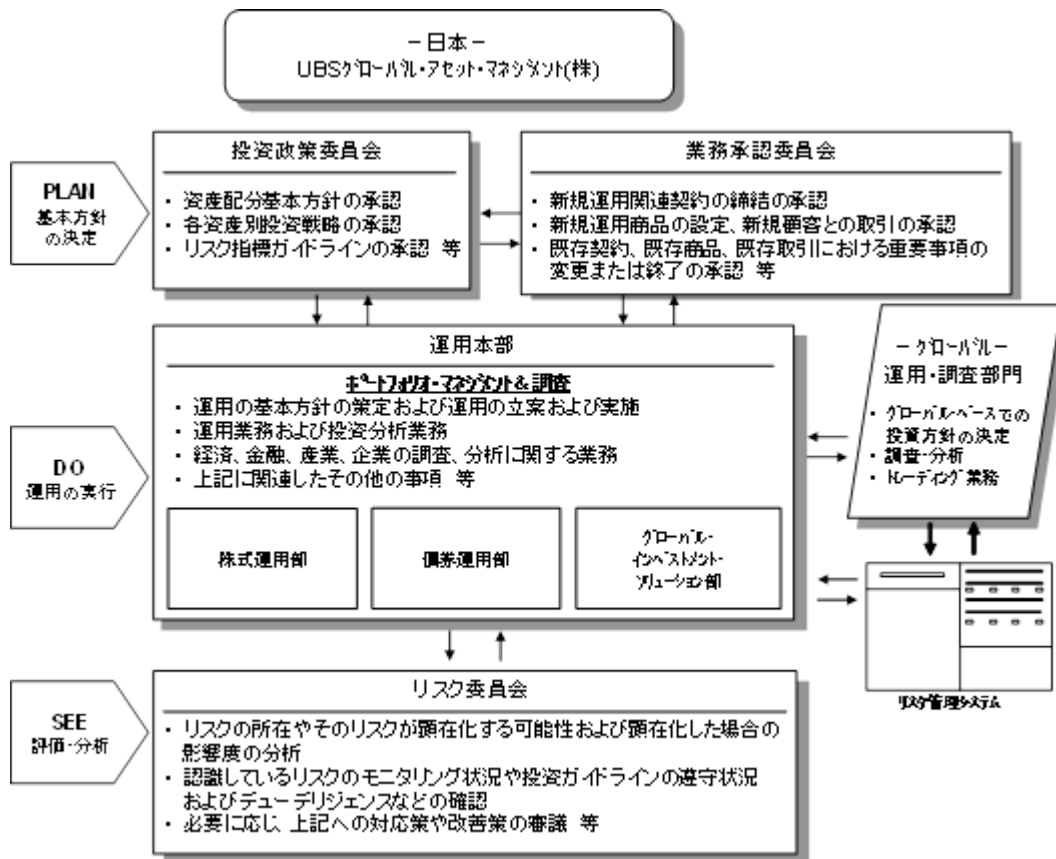 －日本－
UBSｸﾞﾛｰﾊﾞﾙ･ｱｾｯﾄ･ﾏﾈｼﾞﾒﾝﾄ(株)
投資政策委員会
・ 資産配分基本方針の承認
・ 各資産別投資戦略の承認
・ リスク指標ガイドラインの承認 等
業務承認委員会
・ 新規運用関連契約の締結の承認
・ 新規運用商品の設定、新規顧客との取引の承認
・ 既存契約、既存商品、既存取引における重要事項の
変更または終了の承認 等
PLAN
基本方針
の決定
運用本部
ﾎﾟｰﾄﾌｫﾘｵ･ﾏﾈｼﾞﾒﾝﾄ＆調査
・ 運用の基本方針の策定および運用の立案および実施
・ 運用業務および投資分析業務
・ 経済、金融、産業、企業の調査、分析に関する業務
・ 上記に関連したその他の事項 等
株式運用部
債券運用部
ｸﾞﾛｰﾊﾞﾙ･
ｲﾝﾍﾞｽﾄﾒﾝﾄ･
ｿﾘｭｰｼｮﾝ部
DO
運用の実行
－ｸﾞﾛｰﾊﾞﾙ－
運用・調査部門
・ ｸﾞﾛｰﾊﾞﾙﾍﾞｰｽでの
投資方針の決定
・ 調査・分析
・ ﾄﾚｰﾃﾞｨﾝｸﾞ業務
ﾘｽｸ管理ｼｽﾃﾑ
SEE
評価・分析
リスク委員会
・ リスクの所在やそのリスクが顕在化する可能性および顕在化した場合の
影響度の分析
・ 認識しているリスクのモニタリング状況や投資ガイドラインの遵守状況
およびデューデリジェンスなどの確認
・ 必要に応じ、上記への対応策や改善策の審議 等